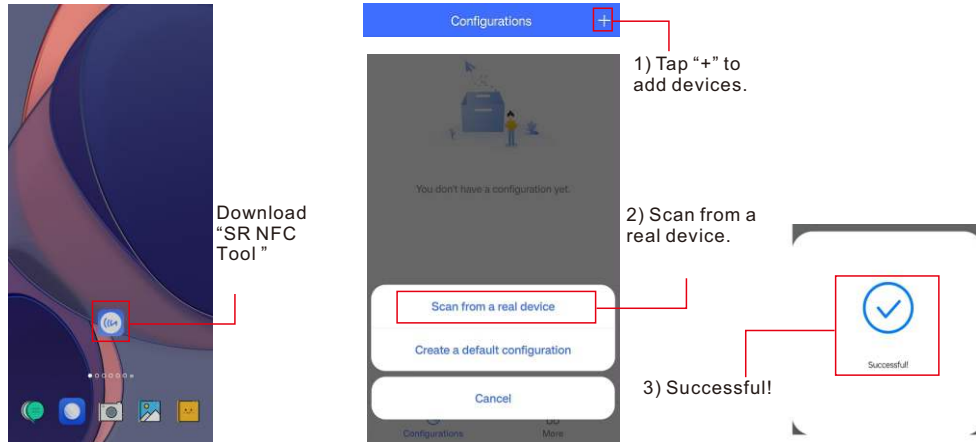 Download
“SR NFC
Tool ”
Configurations
+
1) Tap “+” to
add devices.
You don't have a configuration yet.
2) Scan from a
real device.
Scan from a real device
Create a default configuration
Cancel
Configurations
More
3) Successful!
Successful!